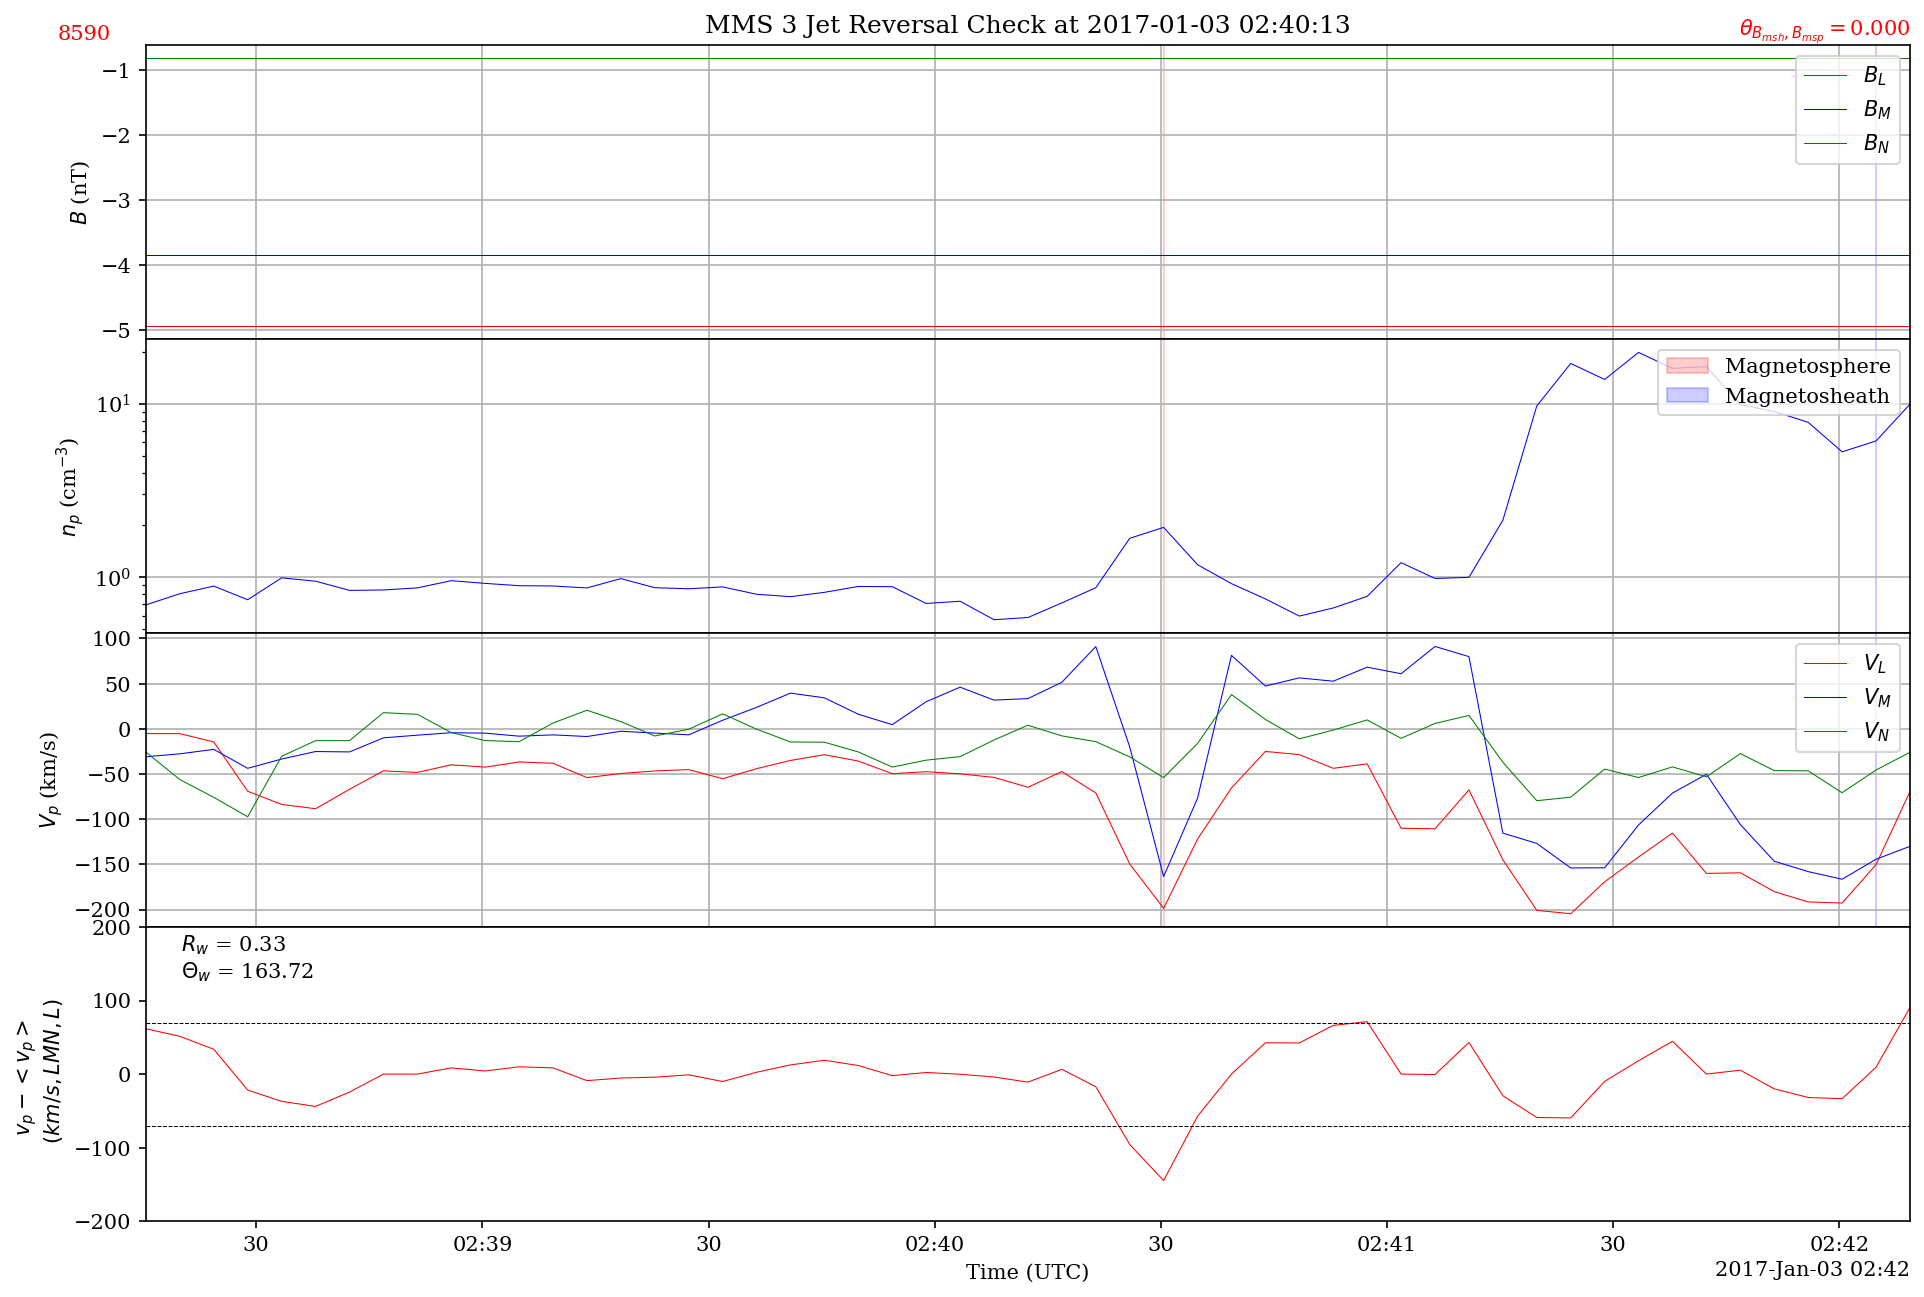 MMS 3 Jet Reversal Check at 2017-01-03 02:40:13
8590
θ_{B_{msh}, B_{msp}} = 0.000
B (nT)
−1
−2
−3
−4
−5
B_L
B_M
B_N
n_p (cm^{−3})
10^1
10^0
Magnetosphere
Magnetosheath
V_p (km/s)
100
50
0
−50
−100
−150
−200
V_L
V_M
V_N
v_p − < v_p >
(km/s, LMN, L)
200
100
0
−100
−200
R_w = 0.33
Θ_w = 163.72
30
02:39
30
02:40
30
02:41
30
02:42
Time (UTC)
2017-Jan-03 02:42